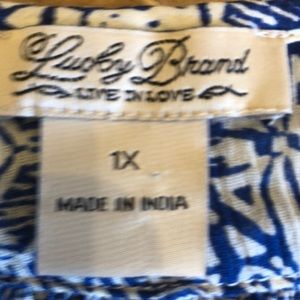 Lucky Brand
LIVE IN LOVE
1X
MADE IN INDIA